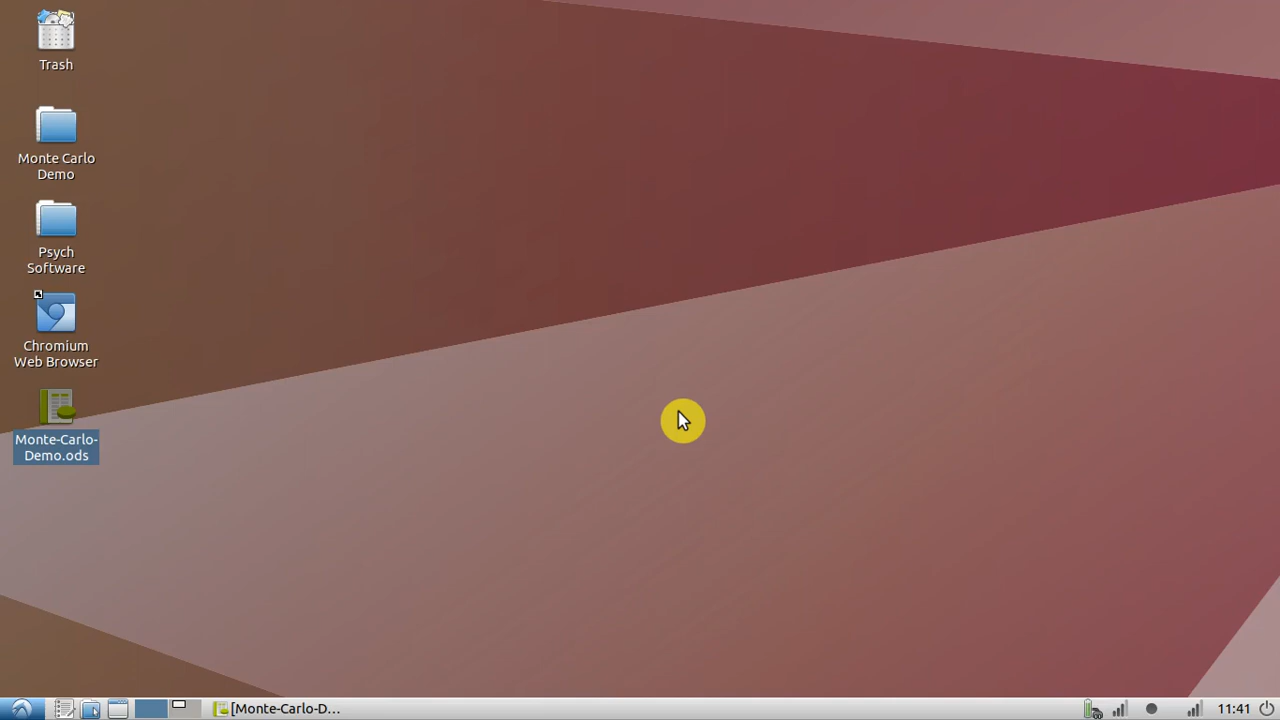 Trash
Monte Carlo
Demo
Psych
Software
Chromium
Web Browser
Monte-Carlo-
Demo.ods
[Monte-Carlo-D...
11:41